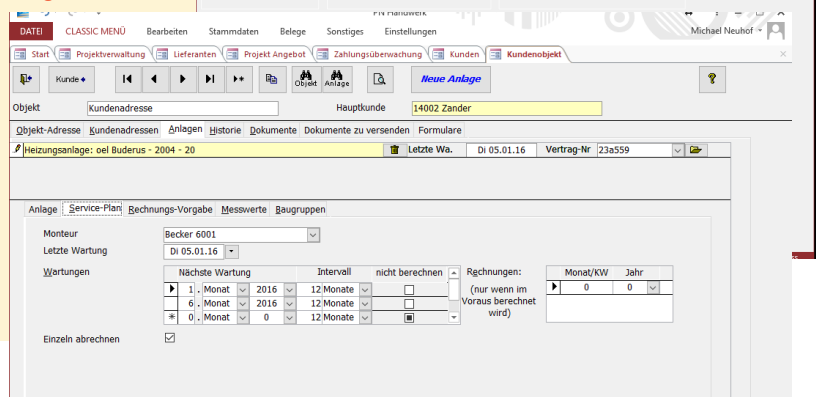 PN Handwerk
DATEI CLASSIC MENÜ Bearbeiten Stammdaten Belege Sonstiges Einstellungen Michael Neuhof
Start Projektverwaltung Lieferanten Projekt Angebot Zahlungsüberwachung Kunden Kundenobjekt
Kunde Objekt Anlage Neue Anlage
Objekt Kundenadresse Hauptkunde 14002 Zander
Objekt-Adresse Kundenadressen Anlagen Historie Dokumente Dokumente zu versenden Formulare
Heizungsanlage: oel Buderus - 2004 - 20 Letzte Wa. Di 05.01.16 Vertrag-Nr 23a559
Anlage Service-Plan Rechnungs-Vorgabe Messwerte Baugruppen
Monteur Becker 6001
Letzte Wartung Di 05.01.16
Wartungen Nächste Wartung Intervall nicht berechnen Rechnungen: Monat/KW Jahr
1 . Monat 2016 12 Monate (nur wenn im 0 0
6 . Monat 2016 12 Monate Voraus berechnet
0 . Monat 0 12 Monate wird)
Einzeln abrechnen